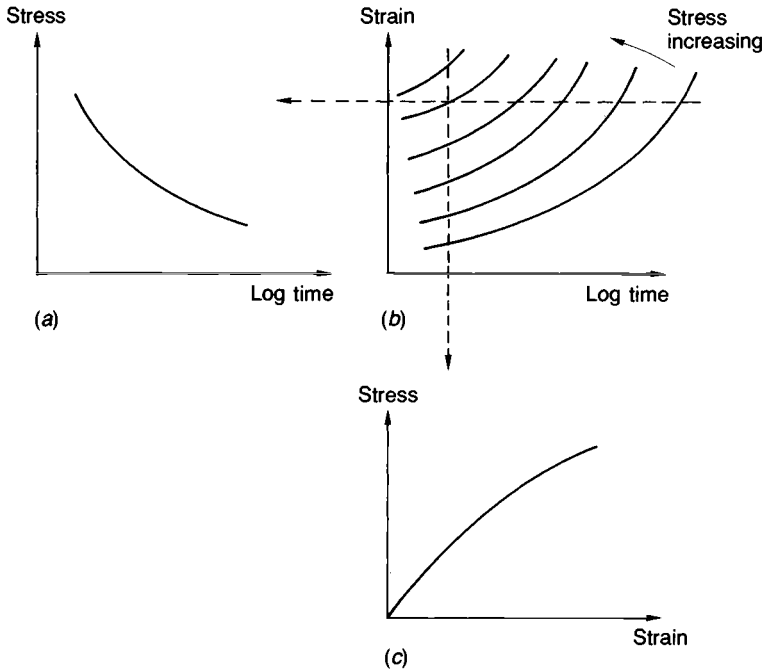 Stress
Log time
(a)
Strain
Stress
increasing
Log time
(b)
Stress
Strain
(c)